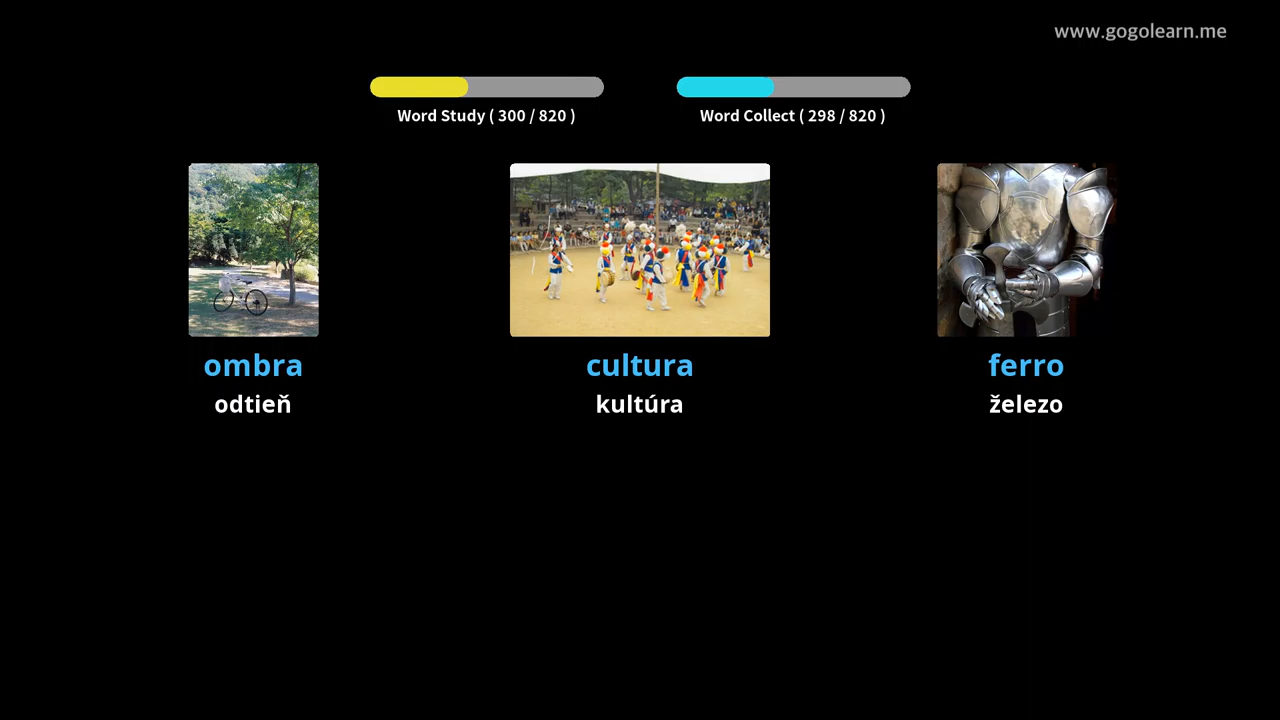 www.gogolearn.me
Word Study ( 300 / 820 )
Word Collect ( 298 / 820 )
ombra
odtieň
cultura
kultúra
ferro
železo